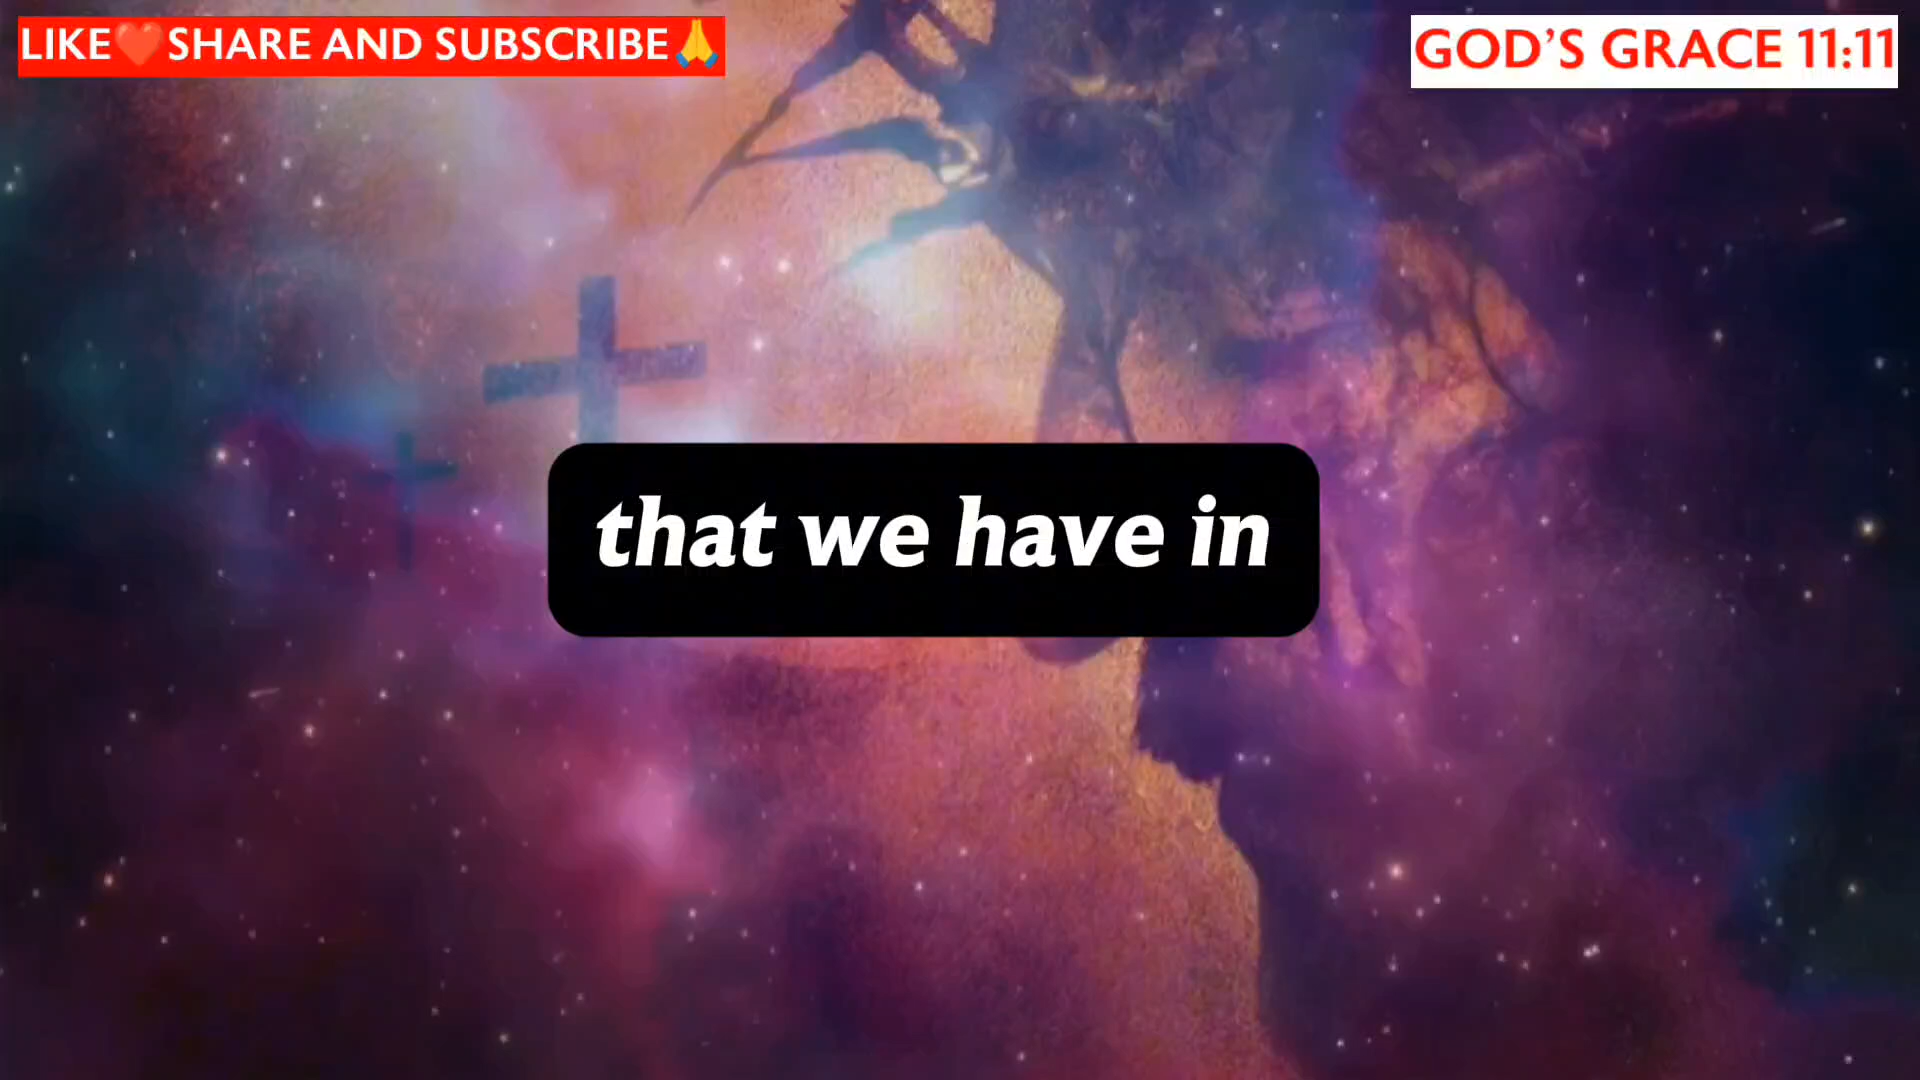 LIKE❤️SHARE AND SUBSCRIBE🙏
GOD’S GRACE 11:11
that we have in